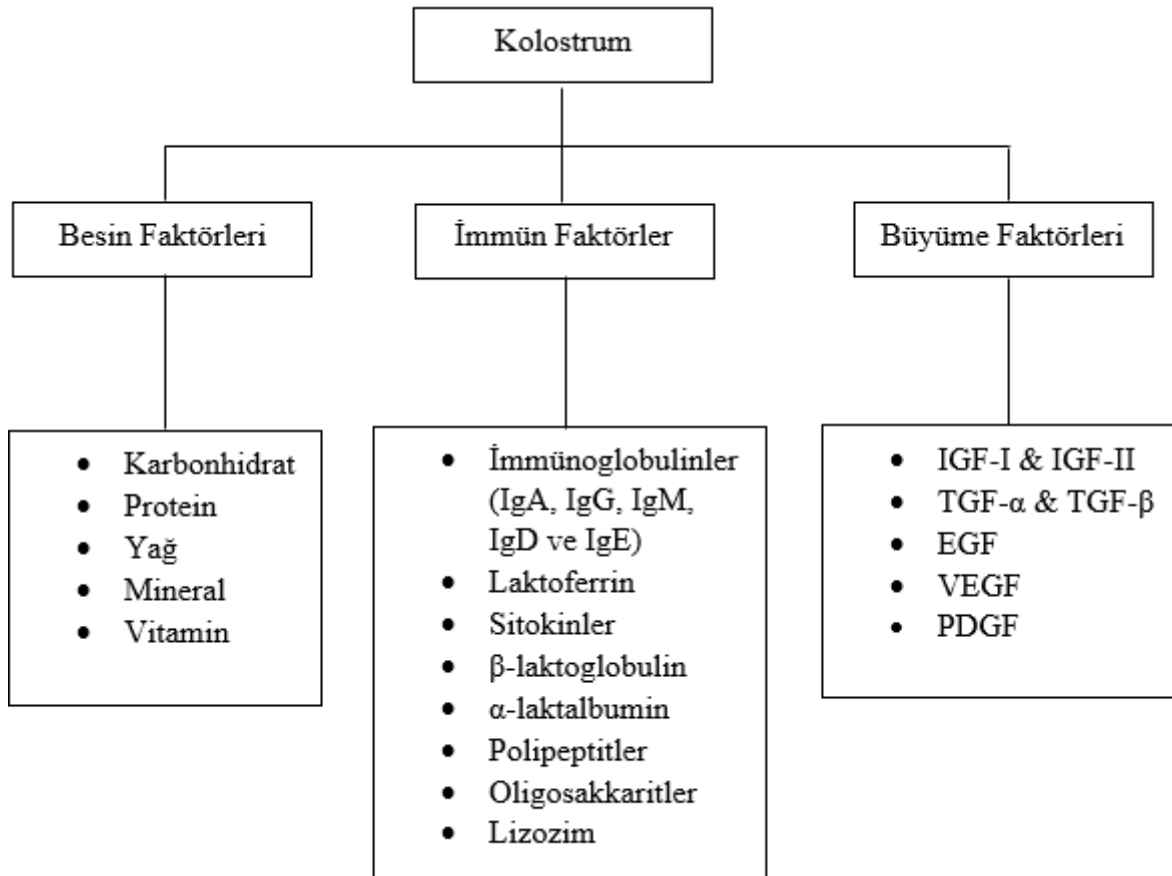 Kolostrum
Besin Faktörleri
İmmün Faktörler
Büyüme Faktörleri
• Karbonhidrat
• Protein
• Yağ
• Mineral
• Vitamin
• İmmünoglobulinler
(IgA, IgG, IgM,
IgD ve IgE)
• Laktoferrin
• Sitokinler
• β-laktoglobulin
• α-laktalbumin
• Polipeptitler
• Oligosakkaritler
• Lizozim
• IGF-I & IGF-II
• TGF-α & TGF-β
• EGF
• VEGF
• PDGF